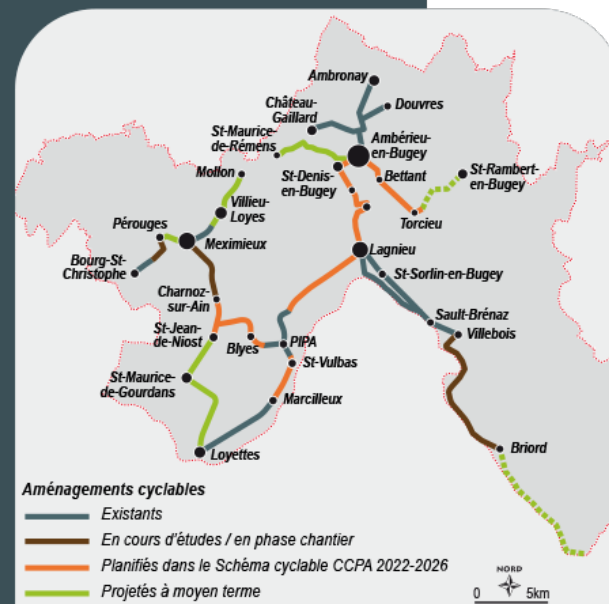 Ambronay
Douvres
Château-
Gaillard
St-Maurice-
de-Rémens
Ambérieu-
en-Bugey
Mollon
St-Denis-
en-Bugey
Bettant
St-Rambert-
en-Bugey
Villieu-
Loyes
Torcieu
Pérouges
Meximieux
Lagnieu
Bourg-St-
Christophe
St-Sorlin-en-Bugey
Charnoz-
sur-Ain
Sault-Brénaz
St-Jean-
de-Niost
Villebois
Blyes
PIPA
St-Vulbas
St-Maurice-
de-Gourdans
Marcilleux
Briord
Loyettes
Aménagements cyclables
Existants
En cours d'études / en phase chantier
Planifiés dans le Schéma cyclable CCPA 2022-2026
Projetés à moyen terme
NORD
0 5km